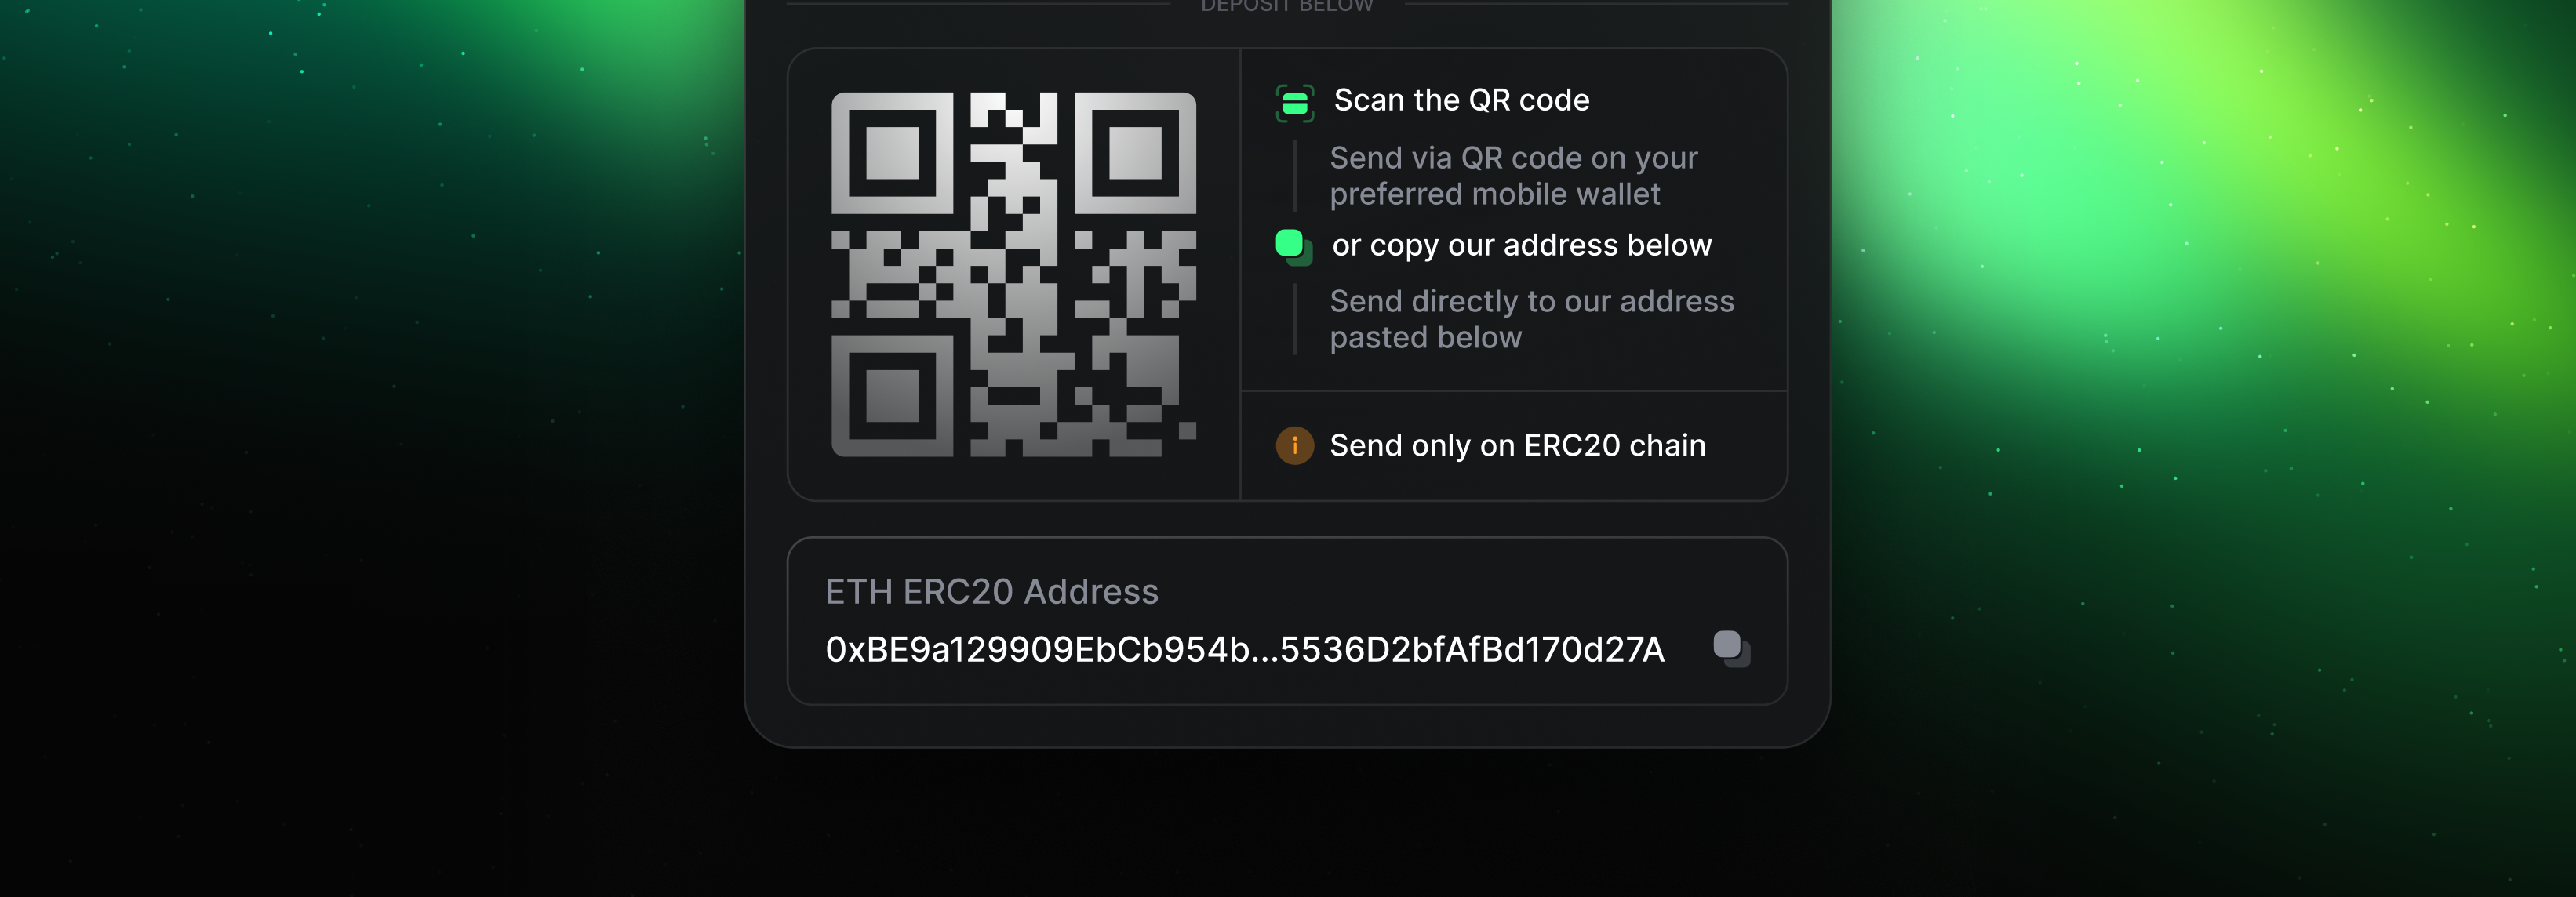 DEPOSIT BELOW
Scan the QR code
Send via QR code on your
preferred mobile wallet
or copy our address below
Send directly to our address
pasted below
Send only on ERC20 chain
ETH ERC20 Address
0xBE9a129909EbCb954b...5536D2bfAfBd170d27A